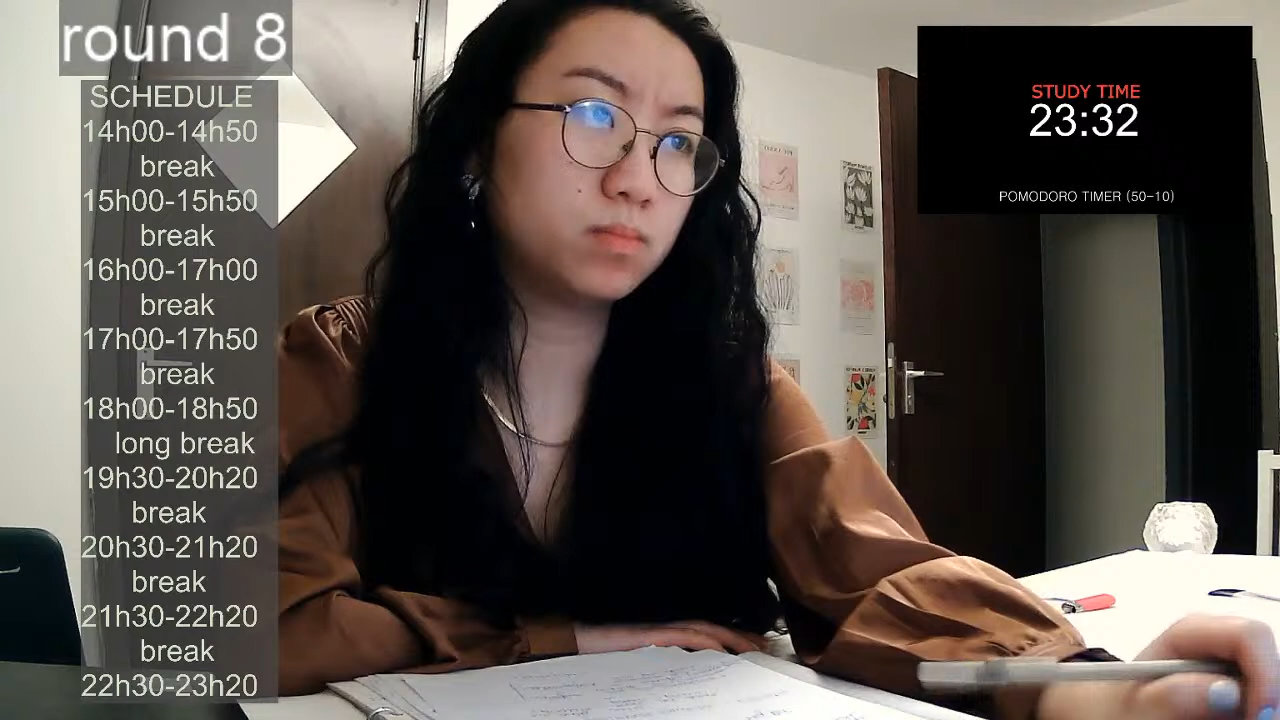 round 8
SCHEDULE
14h00-14h50
break
15h00-15h50
break
16h00-17h00
break
17h00-17h50
break
18h00-18h50
long break
19h30-20h20
break
20h30-21h20
break
21h30-22h20
break
22h30-23h20
STUDY TIME
23:32
POMODORO TIMER (50-10)